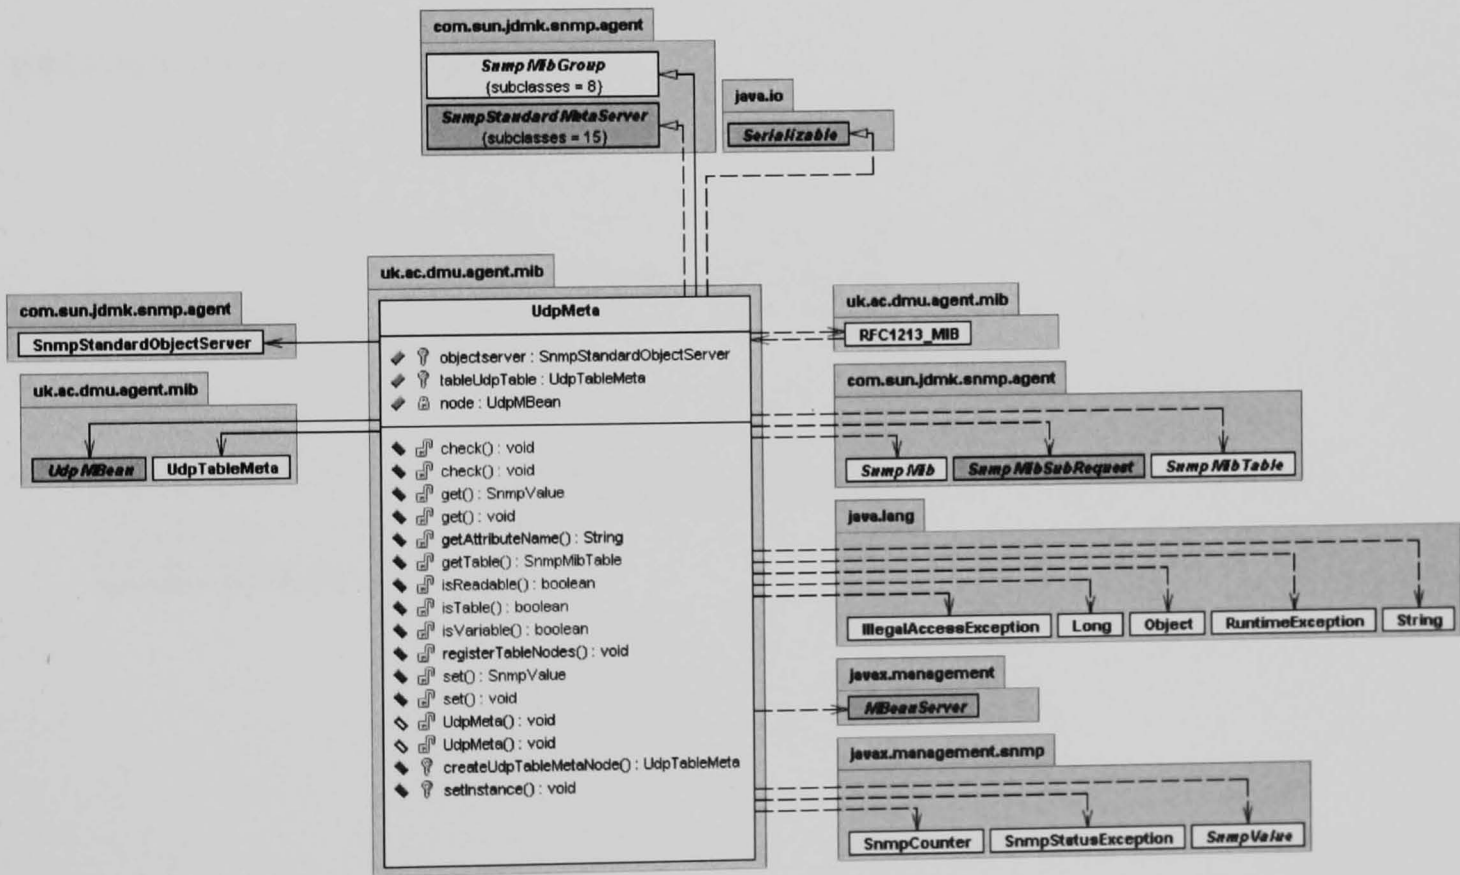 com.sun.jdmk.snmp.agent
SnmpMibGroup
(subclasses = 8)
SnmpStandardMetaServer
(subclasses = 15)
java.io
Serializable
uk.ac.dmu.agent.mib
UdpMeta
objectserver : SnmpStandardObjectServer
tableUdpTable : UdpTableMeta
node : UdpMBean
check() : void
check() : void
get() : SnmpValue
get() : void
getAttributeName() : String
getTable() : SnmpMibTable
isReadable() : boolean
isTable() : boolean
isVariable() : boolean
registerTableNodes() : void
set() : SnmpValue
set() : void
UdpMeta() : void
UdpMeta() : void
createUdpTableMetaNode() : UdpTableMeta
setInstance() : void
com.sun.jdmk.snmp.agent
SnmpStandardObjectServer
uk.ac.dmu.agent.mib
UdpMBean
UdpTableMeta
uk.ac.dmu.agent.mib
RFC1213_MIB
com.sun.jdmk.snmp.agent
SnmpMib
SnmpMibSubRequest
SnmpMibTable
java.lang
IllegalAccessException
Long
Object
RuntimeException
String
javax.management
MBeanServer
javax.management.snmp
SnmpCounter
SnmpStatusException
SnmpValue